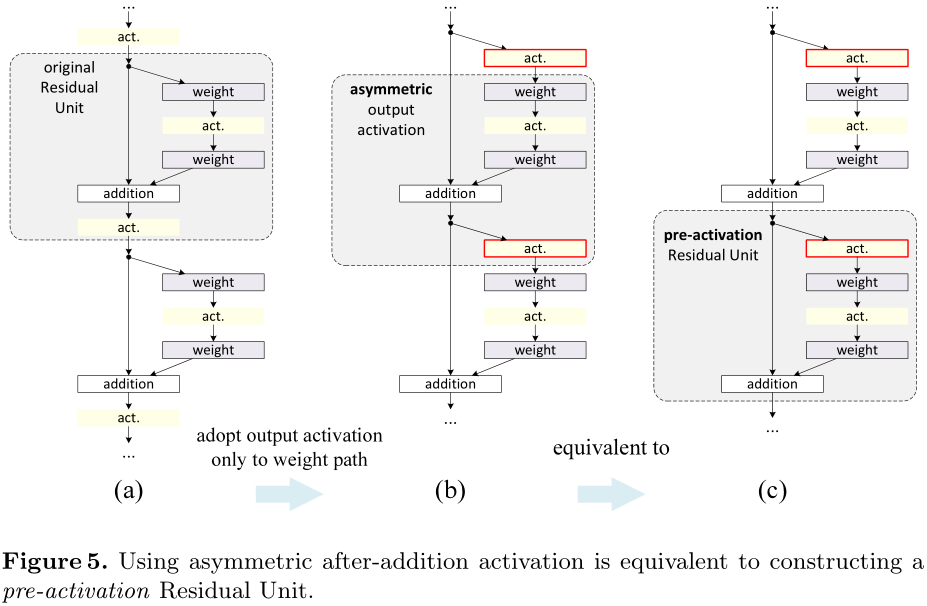 ...
act.
original
Residual
Unit
weight
act.
weight
addition
act.
weight
act.
weight
addition
act.
...
(a)
adopt output activation
only to weight path
...
act.
asymmetric
output
activation
weight
act.
weight
addition
act.
weight
act.
weight
addition
...
(b)
equivalent to
...
act.
weight
act.
weight
addition
pre-activation
Residual Unit
act.
weight
act.
weight
addition
...
(c)
Figure 5. Using asymmetric after-addition activation is equivalent to constructing a
pre-activation Residual Unit.